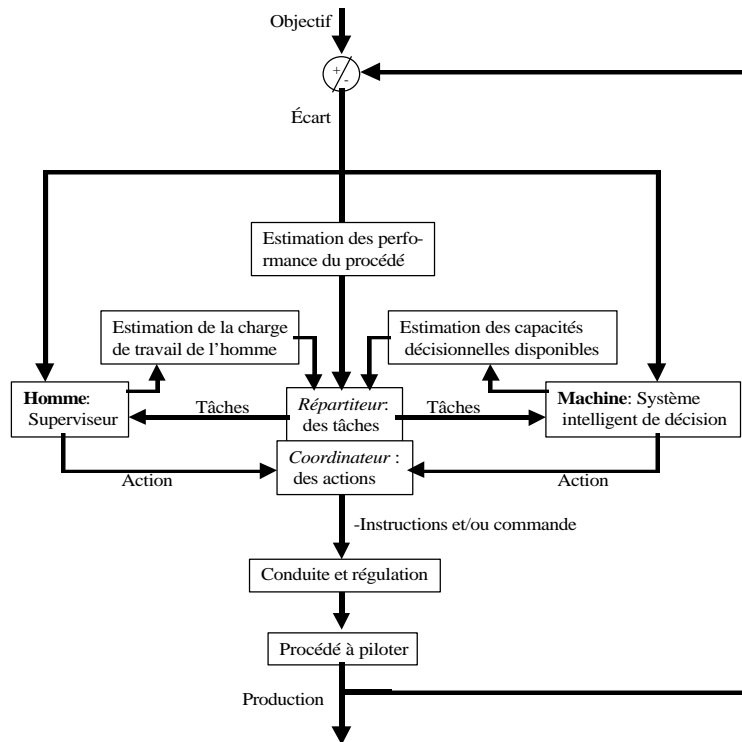 Objectif
+
-
Écart
Estimation des perfo-
rmance du procédé
Estimation de la charge
de travail de l'homme
Estimation des capacités
décisionnelles disponibles
Homme:
Superviseur
Tâches
Répartiteur:
des tâches
Tâches
Machine: Système
intelligent de décision
Action
Coordinateur :
des actions
Action
-Instructions et/ou commande
Conduite et régulation
Procédé à piloter
Production